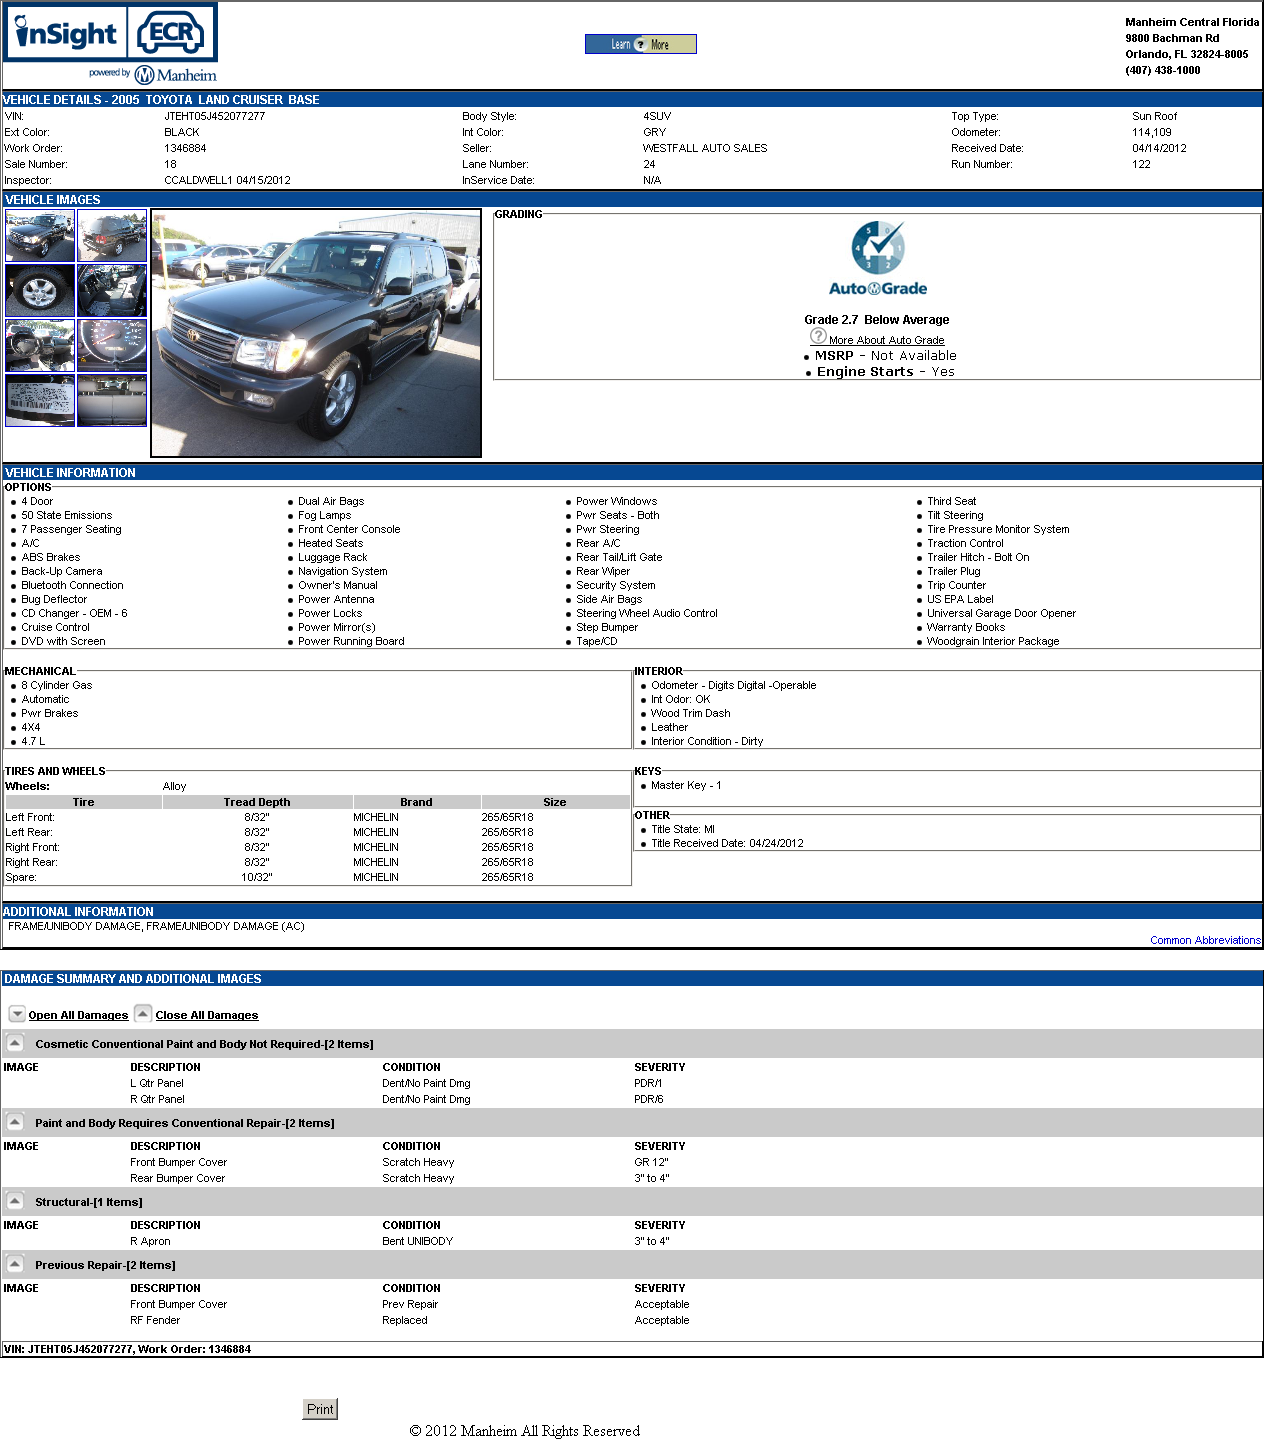 inSight ECR
powered by Manheim
Learn ? More
Manheim Central Florida
9800 Bachman Rd
Orlando, FL 32824-8005
(407) 438-1000
VEHICLE DETAILS - 2005 TOYOTA LAND CRUISER BASE
VIN: JTEHT05J452077277 Body Style: 4SUV Top Type: Sun Roof
Ext Color: BLACK Int Color: GRY Odometer: 114,109
Work Order: 1346884 Seller: WESTFALL AUTO SALES Received Date: 04/14/2012
Sale Number: 18 Lane Number: 24 Run Number: 122
Inspector: CCALDWELL1 04/15/2012 InService Date: N/A
VEHICLE IMAGES
GRADING
5 0 1 4 3 2
AutoGrade
Grade 2.7 Below Average
? More About Auto Grade
• MSRP - Not Available
• Engine Starts - Yes
VEHICLE INFORMATION
OPTIONS
• 4 Door • Dual Air Bags • Power Windows • Third Seat
• 50 State Emissions • Fog Lamps • Pwr Seats - Both • Tilt Steering
• 7 Passenger Seating • Front Center Console • Pwr Steering • Tire Pressure Monitor System
• A/C • Heated Seats • Rear A/C • Traction Control
• ABS Brakes • Luggage Rack • Rear Tail/Lift Gate • Trailer Hitch - Bolt On
• Back-Up Camera • Navigation System • Rear Wiper • Trailer Plug
• Bluetooth Connection • Owner's Manual • Security System • Trip Counter
• Bug Deflector • Power Antenna • Side Air Bags • US EPA Label
• CD Changer - OEM - 6 • Power Locks • Steering Wheel Audio Control • Universal Garage Door Opener
• Cruise Control • Power Mirror(s) • Step Bumper • Warranty Books
• DVD with Screen • Power Running Board • Tape/CD • Woodgrain Interior Package
MECHANICAL
• 8 Cylinder Gas
• Automatic
• Pwr Brakes
• 4X4
• 4.7 L
INTERIOR
• Odometer - Digits Digital -Operable
• Int Odor: OK
• Wood Trim Dash
• Leather
• Interior Condition - Dirty
TIRES AND WHEELS
Wheels: Alloy
Tire Tread Depth Brand Size
Left Front: 8/32" MICHELIN 265/65R18
Left Rear: 8/32" MICHELIN 265/65R18
Right Front: 8/32" MICHELIN 265/65R18
Right Rear: 8/32" MICHELIN 265/65R18
Spare: 10/32" MICHELIN 265/65R18
KEYS
• Master Key - 1
OTHER
• Title State: MI
• Title Received Date: 04/24/2012
ADDITIONAL INFORMATION
FRAME/UNIBODY DAMAGE, FRAME/UNIBODY DAMAGE (AC)
Common Abbreviations
DAMAGE SUMMARY AND ADDITIONAL IMAGES
Open All Damages Close All Damages
Cosmetic Conventional Paint and Body Not Required-[2 Items]
IMAGE DESCRIPTION CONDITION SEVERITY
L Qtr Panel Dent/No Paint Dmg PDR/1
R Qtr Panel Dent/No Paint Dmg PDR/6
Paint and Body Requires Conventional Repair-[2 Items]
IMAGE DESCRIPTION CONDITION SEVERITY
Front Bumper Cover Scratch Heavy GR 12"
Rear Bumper Cover Scratch Heavy 3" to 4"
Structural-[1 Items]
IMAGE DESCRIPTION CONDITION SEVERITY
R Apron Bent UNIBODY 3" to 4"
Previous Repair-[2 Items]
IMAGE DESCRIPTION CONDITION SEVERITY
Front Bumper Cover Prev Repair Acceptable
RF Fender Replaced Acceptable
VIN: JTEHT05J452077277, Work Order: 1346884
Print
© 2012 Manheim All Rights Reserved